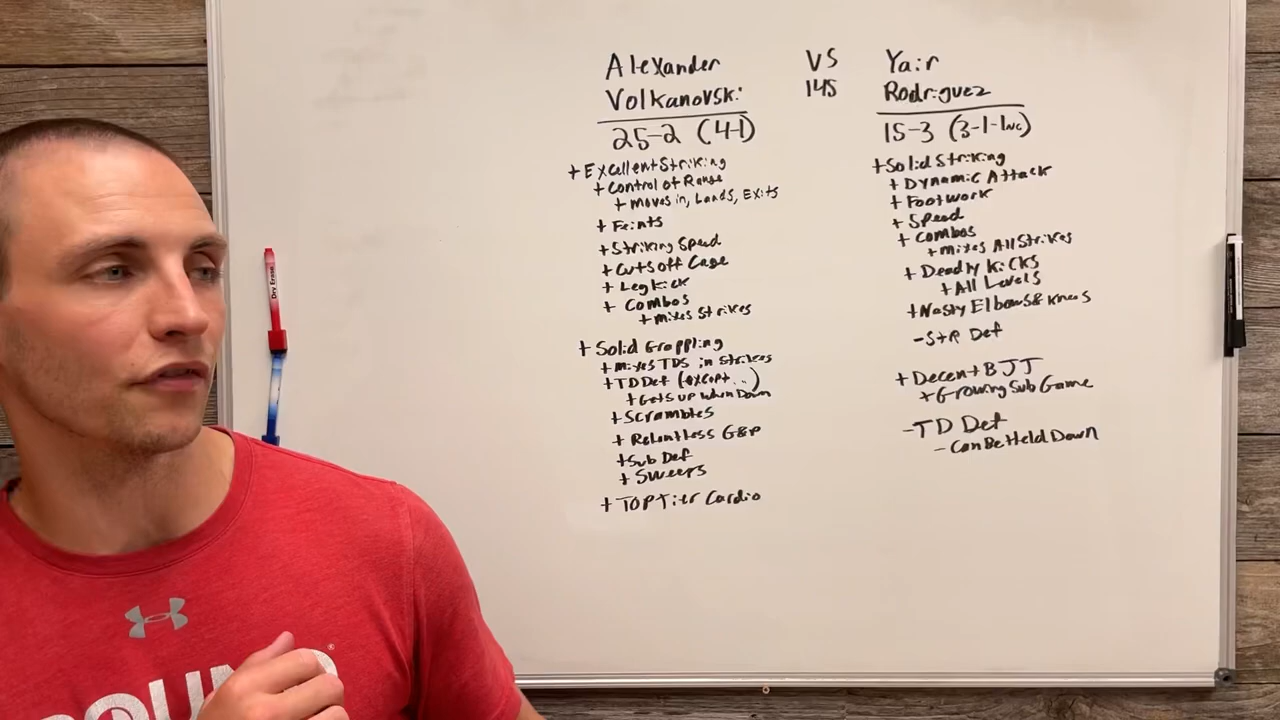 Alexander
Volkanovski
25-2 (4-1)
+ Excellent Striking
+ Control of Range
+ Moves in, Lands, Exits
+ Feints
+ Striking Speed
+ Cuts off Cage
+ Leg kick
+ Combos
+ mixes Strikes
+ Solid Grappling
+ Mixes TDS in Strikes
+ TD Def (except...)
+ Gets up when Down
+ Scrambles
+ Relentless G&P
+ Sub Def
+ Sweeps
+ TOP Tier Cardio
VS
145
Yair
Rodriguez
15-3 (3-1-1NC)
+ Solid Striking
+ Dynamic Attack
+ Footwork
+ Speed
+ Combos
+ mixes All Strikes
+ Deadly Kicks
+ All Levels
+ Nasty Elbows & Knees
- STR Def
+ Decent BJJ
+ Growing Sub Game
- TD Def
- Can Be Held Down
Dry Erase